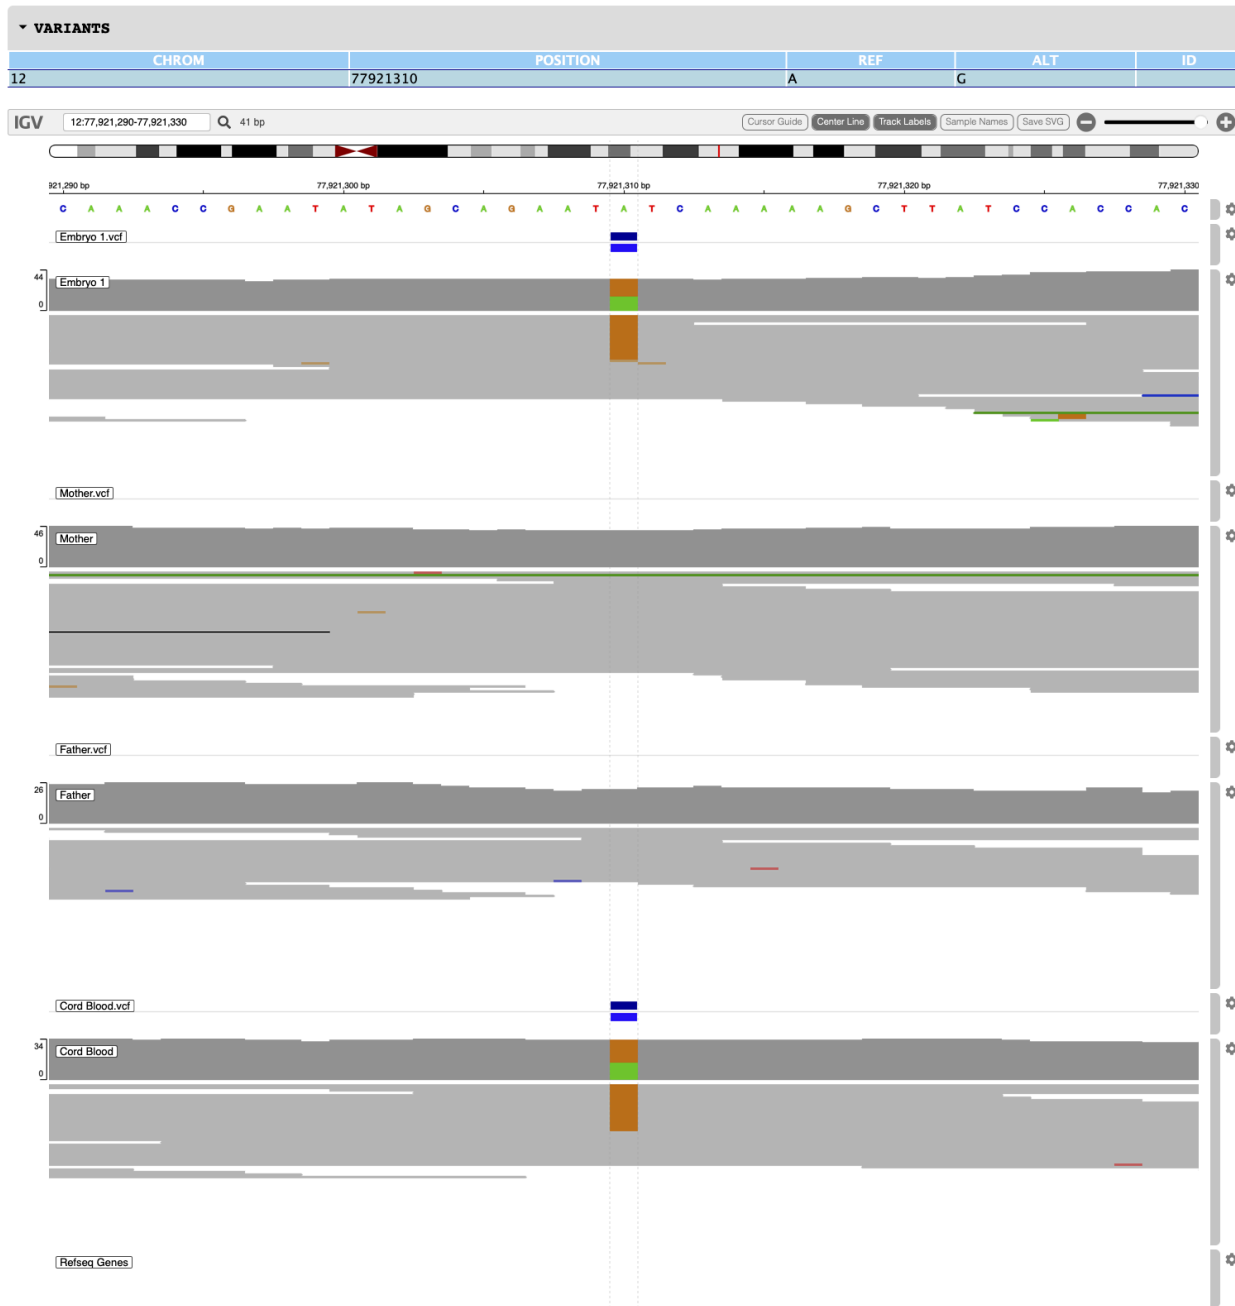 VARIANTS
CHROM POSITION REF ALT ID
12 77921310 A G
IGV 12:77,921,290-77,921,330 41 bp Cursor Guide Center Line Track Labels Sample Names Save SVG
921,290 bp 77,921,300 bp 77,921,310 bp 77,921,320 bp 77,921,330
C A A A C C G A A T A T A G C A G A A T A T C A A A A A G C T T A T C C A C C A C
Embryo 1.vcf
44
Embryo 1
0
Mother.vcf
46
Mother
0
Father.vcf
26
Father
0
Cord Blood.vcf
34
Cord Blood
0
Refseq Genes